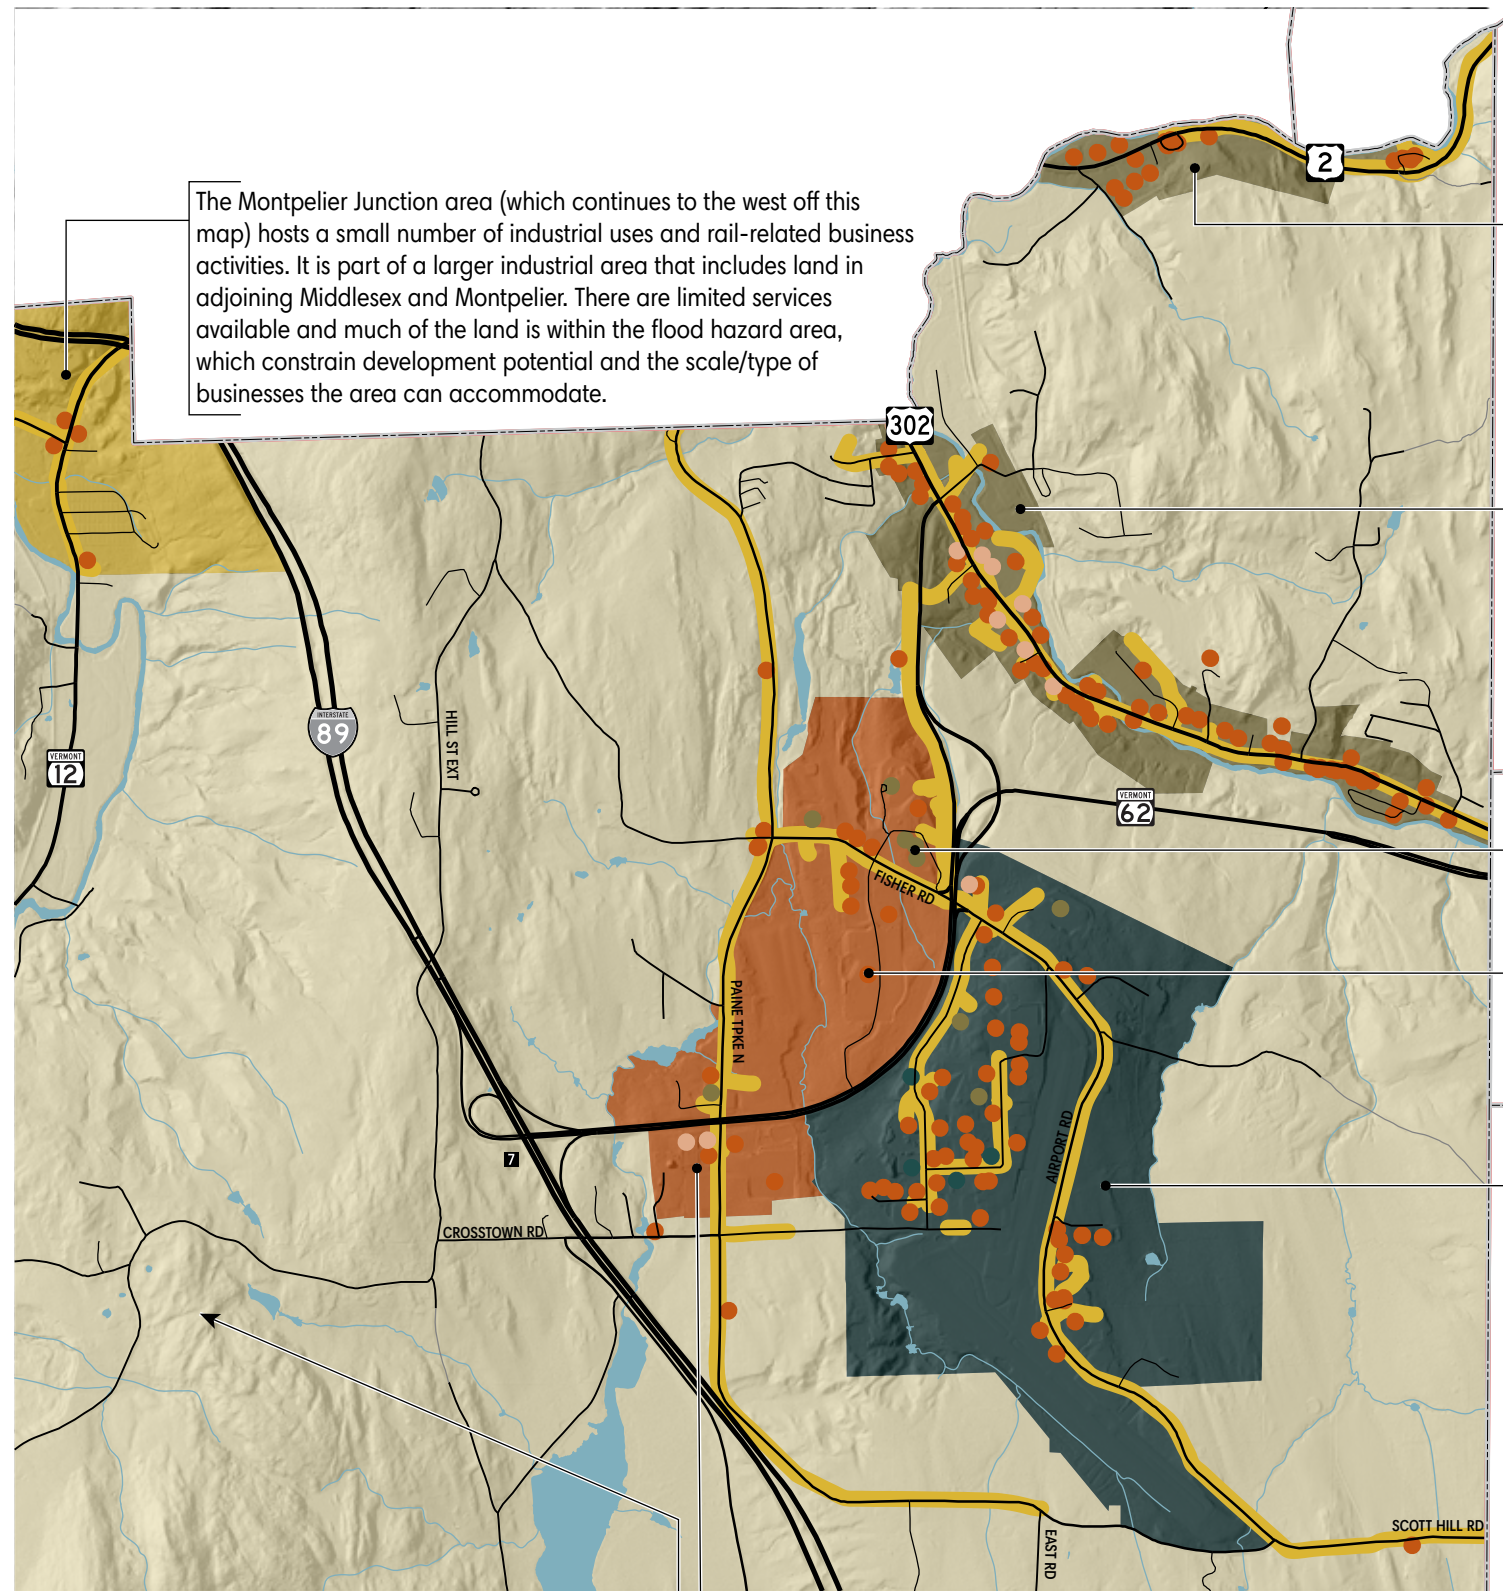 2
The Montpelier Junction area (which continues to the west off this
map) hosts a small number of industrial uses and rail-related business
activities. It is part of a larger industrial area that includes land in
adjoining Middlesex and Montpelier. There are limited services
available and much of the land is within the flood hazard area,
which constrain development potential and the scale/type of
businesses the area can accommodate.
302
INTERSTATE
89
HILL ST EXT
VERMONT
12
VERMONT
62
FISHER RD
PAINE TPKE N
AIRPORT RD
7
CROSSTOWN RD
SCOTT HILL RD
EAST RD